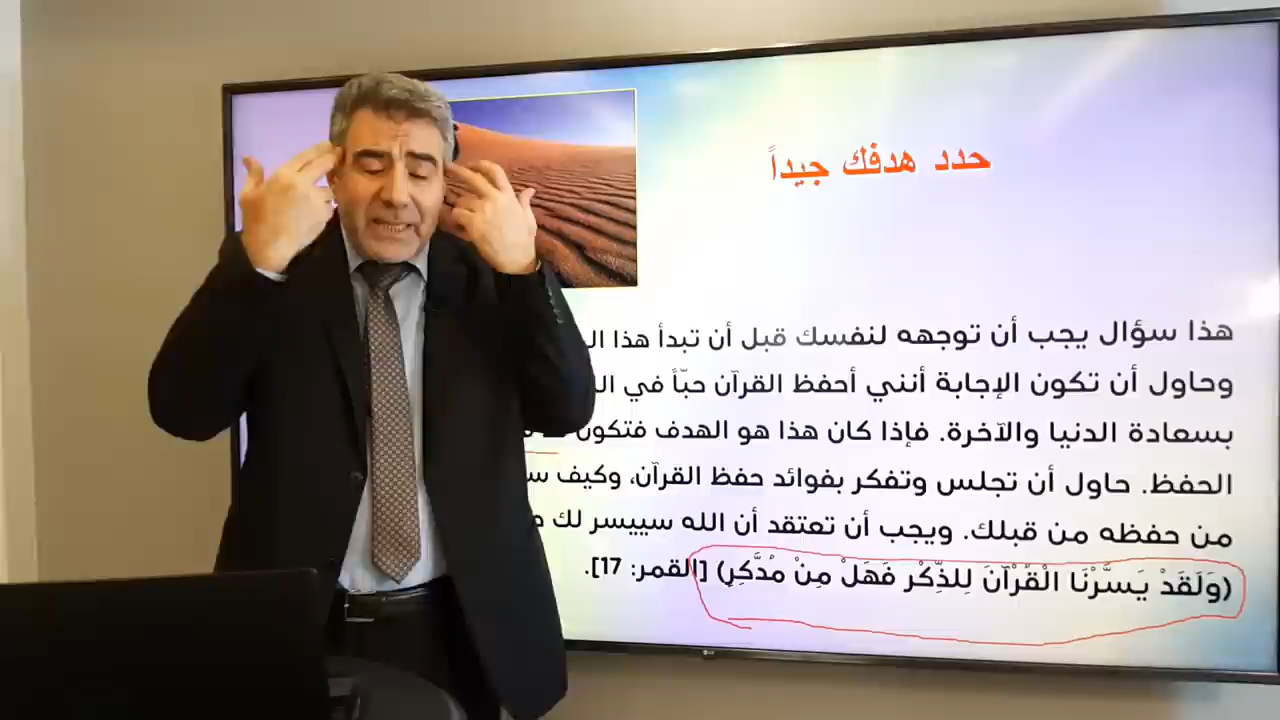 حدد هدفك جيداً
هذا سؤال يجب أن توجهه لنفسك قبل أن تبدأ هذا
وحاول أن تكون الإجابة أنني أحفظ القرآن حبّاً في
بسعادة الدنيا والآخرة. فإذا كان هذا هو الهدف فتكون
الحفظ. حاول أن تجلس وتفكر بفوائد حفظ القرآن، وكيف
من حفظه من قبلك. ويجب أن تعتقد أن الله سييسر لك
(وَلَقَدْ يَسَّرْنَا الْقُرْآنَ لِلذِّكْرِ فَهَلْ مِنْ مُدَّكِرٍ) [القمر: 17].
LG